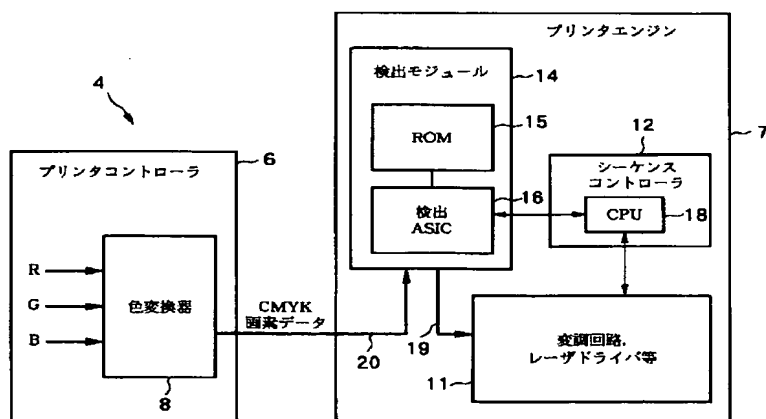 プリンタエンジン
検出モジュール
14
4
ROM
15
7
12
プリンタコントローラ
6
シーケンス
コントローラ
16
検出
ASIC
CPU
18
R
G
B
色変換器
CMYK
画素データ
20
19
変調回路,
レーザドライバ等
11
8